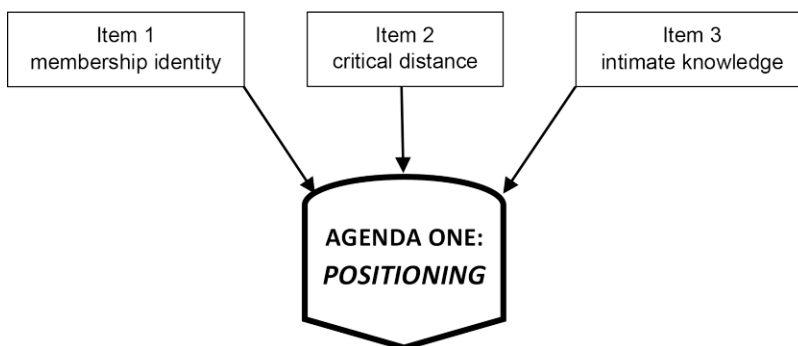 Item 1
membership identity
Item 2
critical distance
Item 3
intimate knowledge
AGENDA ONE:
POSITIONING